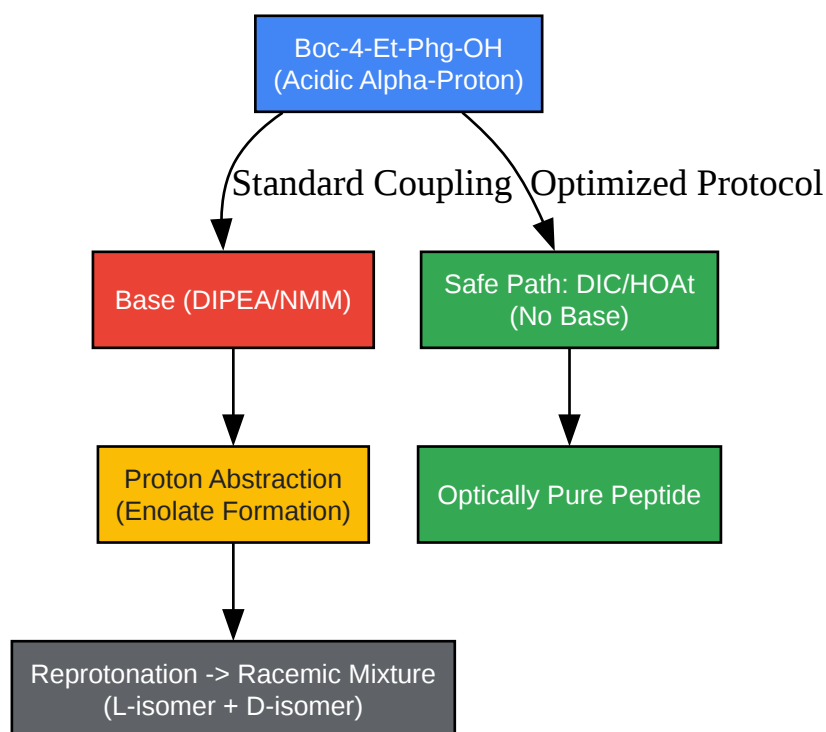 Boc-4-Et-Phg-OH
(Acidic Alpha-Proton)
Standard Coupling
Optimized Protocol
Base (DIPEA/NMM)
Safe Path: DIC/HOAt
(No Base)
Proton Abstraction
(Enolate Formation)
Optically Pure Peptide
Reprotonation -> Racemic Mixture
(L-isomer + D-isomer)